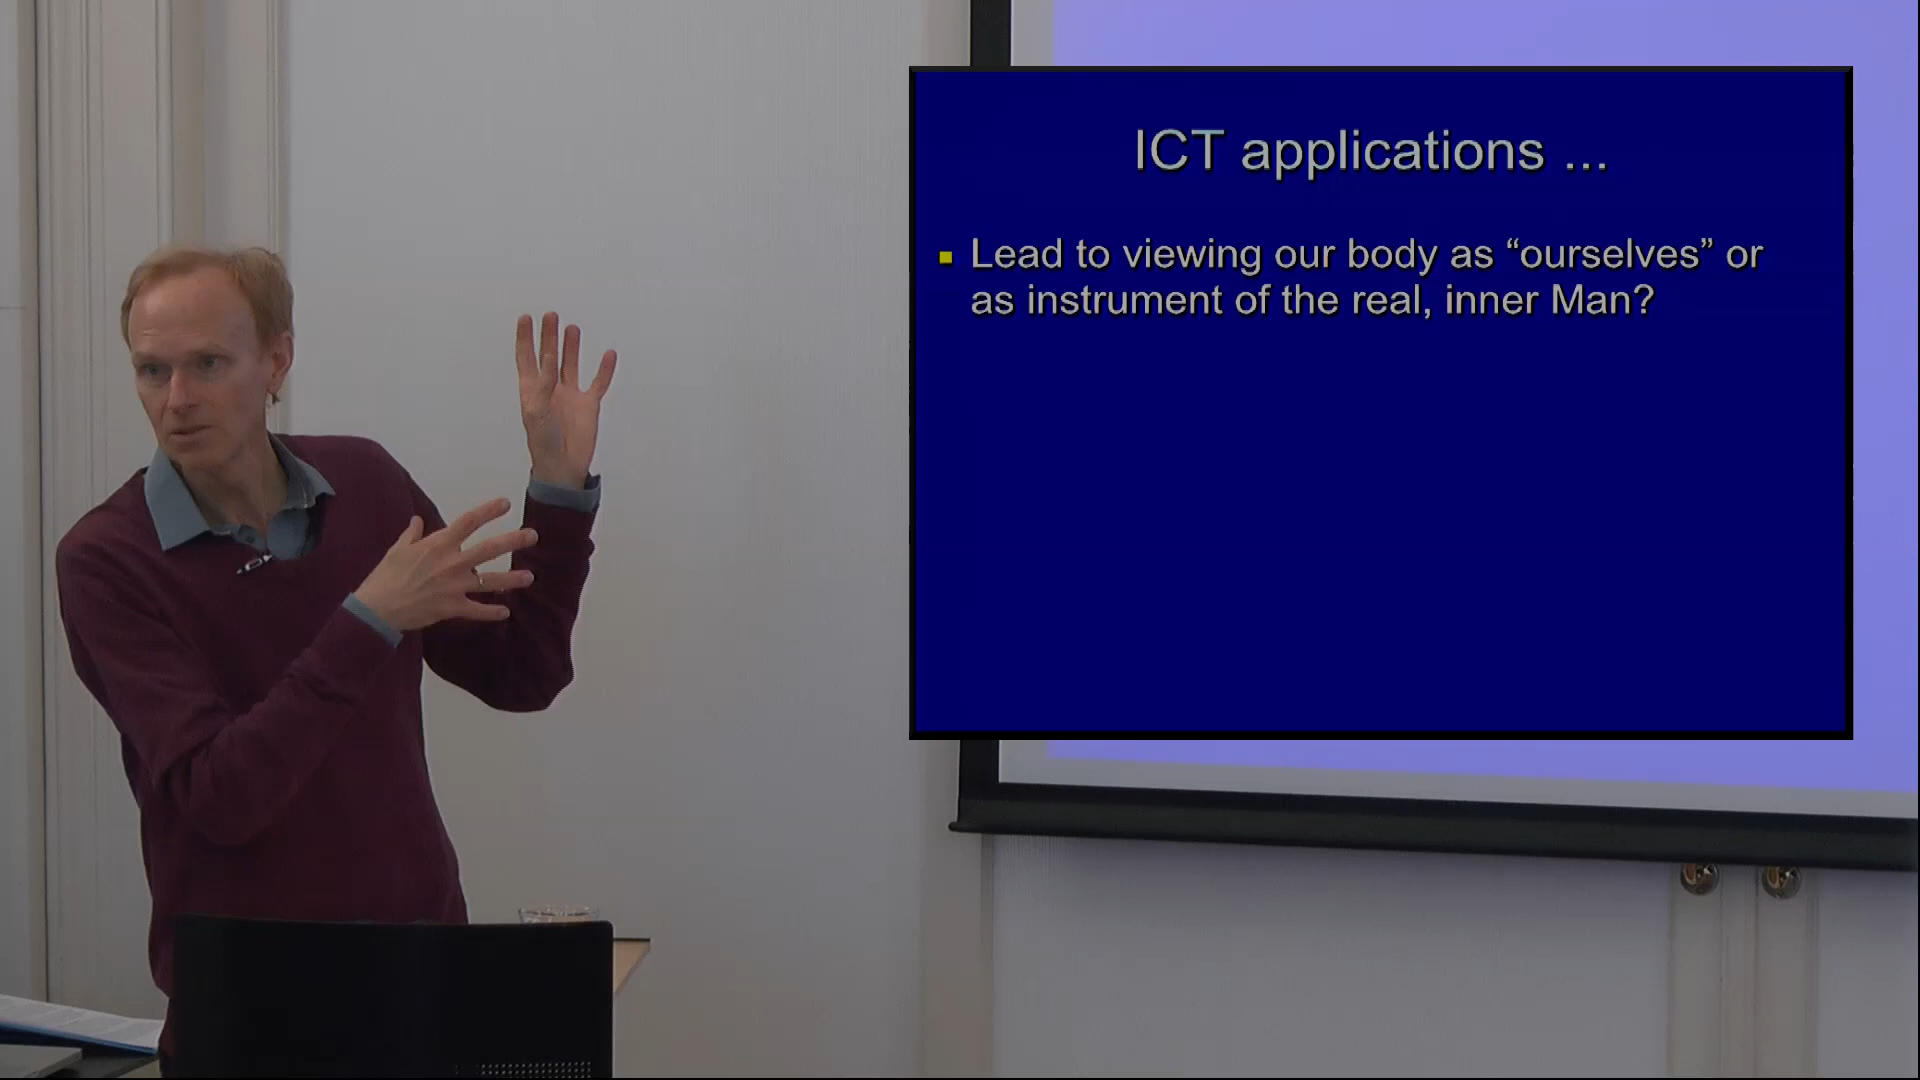 ICT applications ...
Lead to viewing our body as “ourselves” or
as instrument of the real, inner Man?